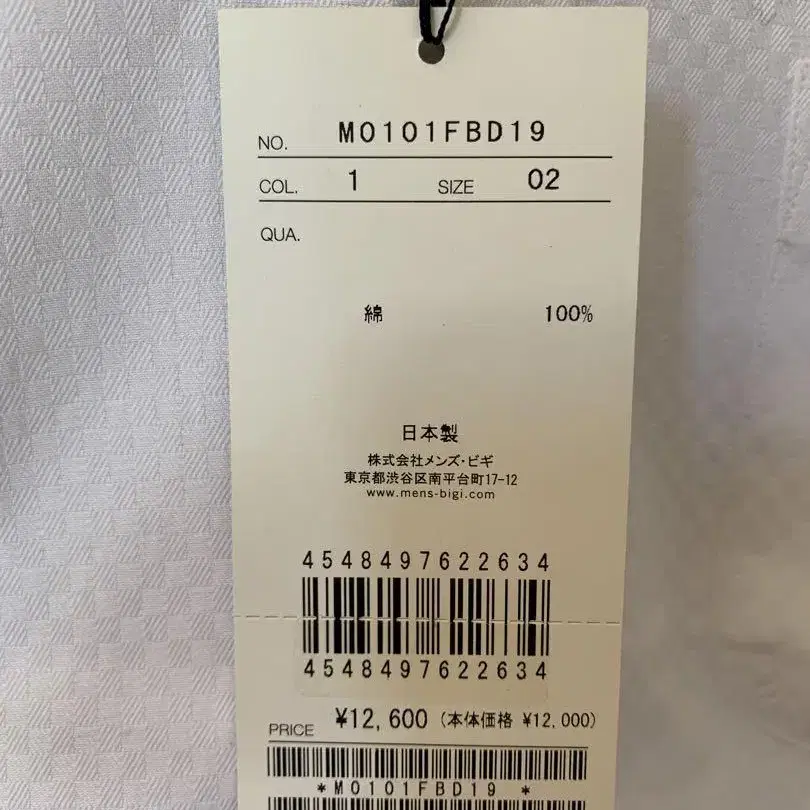 NO. M0101FBD19
COL. 1 SIZE 02
QUA.
綿 100%
日本製
株式会社メンズ・ビギ
東京都渋谷区南平台町17-12
www.mens-bigi.com
4548497622634
4548497622634
PRICE ¥12,600 (本体価格 ¥12,000)
*M0101FBD19 *